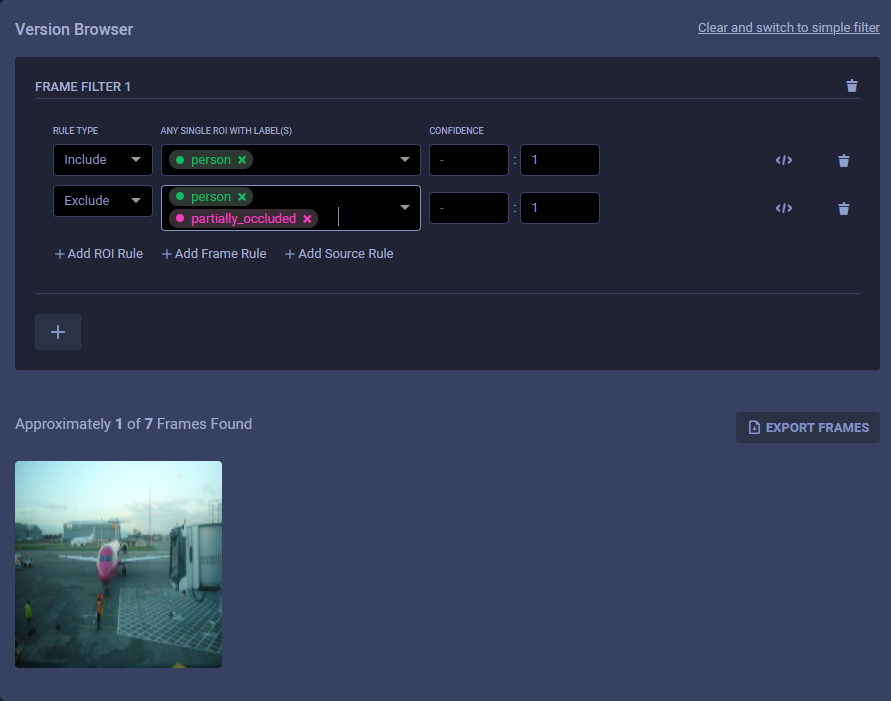 Version Browser
Clear and switch to simple filter
FRAME FILTER 1
RULE TYPE ANY SINGLE ROI WITH LABEL(S) CONFIDENCE
Include person - : 1
Exclude person - : 1
partially_occluded
Add ROI Rule Add Frame Rule Add Source Rule
Approximately 1 of 7 Frames Found
EXPORT FRAMES